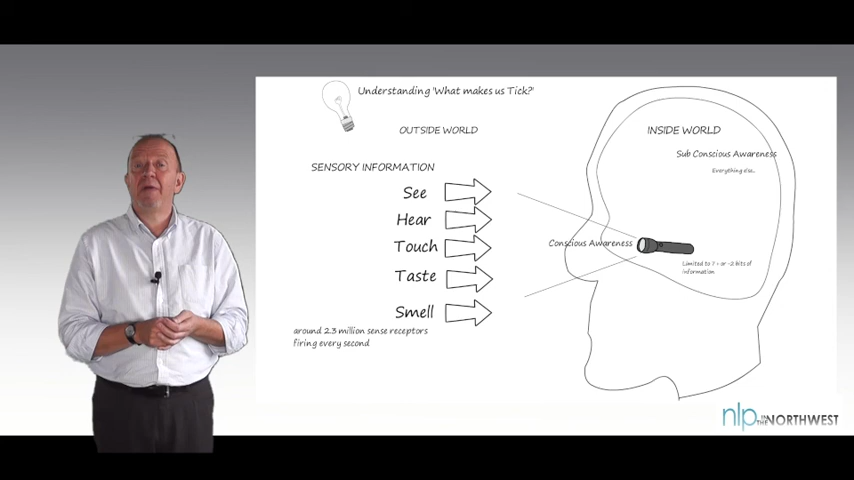 Understanding 'What makes us Tick?'
OUTSIDE WORLD
INSIDE WORLD
Sub Conscious Awareness
Everything else..
SENSORY INFORMATION
See
Hear
Touch
Taste
Smell
around 2.3 million sense receptors
firing every second
Conscious Awareness
Limited to 7 + or -2 bits of
information
nlp IN THE NORTHWEST